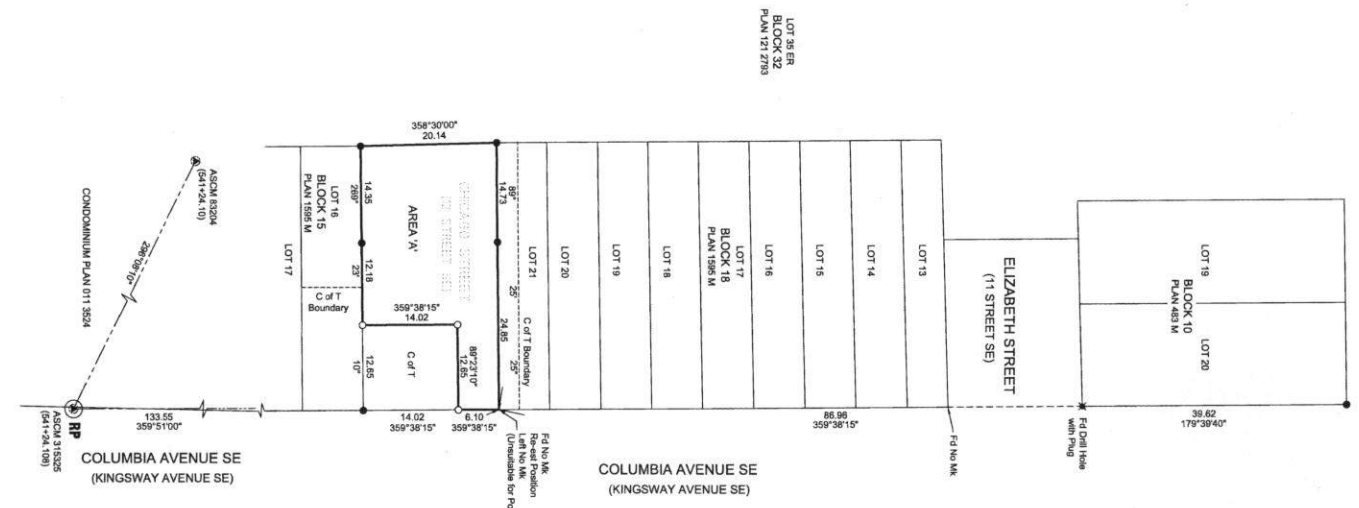 LOT 35 ER
BLOCK 32
PLAN 121 2793
358°30'00"
20.14
ASCM 83204
(541+24.10)
296°08'10"
CONDOMINIUM PLAN 011 3524
LOT 17
LOT 16
BLOCK 15
PLAN 1595 M
C of T
Boundary
14.35
269°
12.18
23'
12.65
10"
AREA 'A'
CHICAGO STREET
359°38'15"
14.02
C of T
89°23'10"
12.65
89°
14.73
25'
24.85
25"
C of T Boundary
LOT 21
LOT 20
LOT 19
LOT 18
LOT 17
BLOCK 18
PLAN 1595 M
LOT 16
LOT 15
LOT 14
LOT 13
ELIZABETH STREET
(11 STREET SE)
LOT 19
BLOCK 10
PLAN 483 M
LOT 20
RP
ASCM 315325
(541+24.108)
133.55
359°51'00"
14.02
359°38'15"
6.10
359°38'15"
86.96
359°38'15"
39.62
179°39'40"
Fd No Mk
Re-est Position
Left No Mk
(Unsuitable for
Fd No Mk
Fd Drill Hole
with Plug
COLUMBIA AVENUE SE
(KINGSWAY AVENUE SE)
COLUMBIA AVENUE SE
(KINGSWAY AVENUE SE)